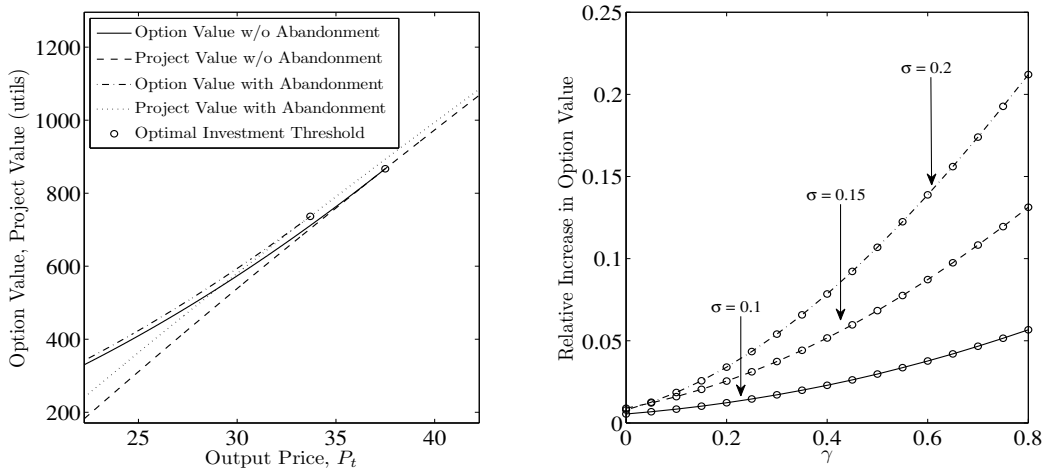 Option Value w/o Abandonment
Project Value w/o Abandonment
Option Value with Abandonment
Project Value with Abandonment
Optimal Investment Threshold
Option Value, Project Value (utils)
1200
1000
800
600
400
200
25
30
35
40
Output Price, P_t
Relative Increase in Option Value
0.25
0.2
0.15
0.1
0.05
0
σ = 0.2
σ = 0.15
σ = 0.1
0
0.2
0.4
0.6
0.8
γ